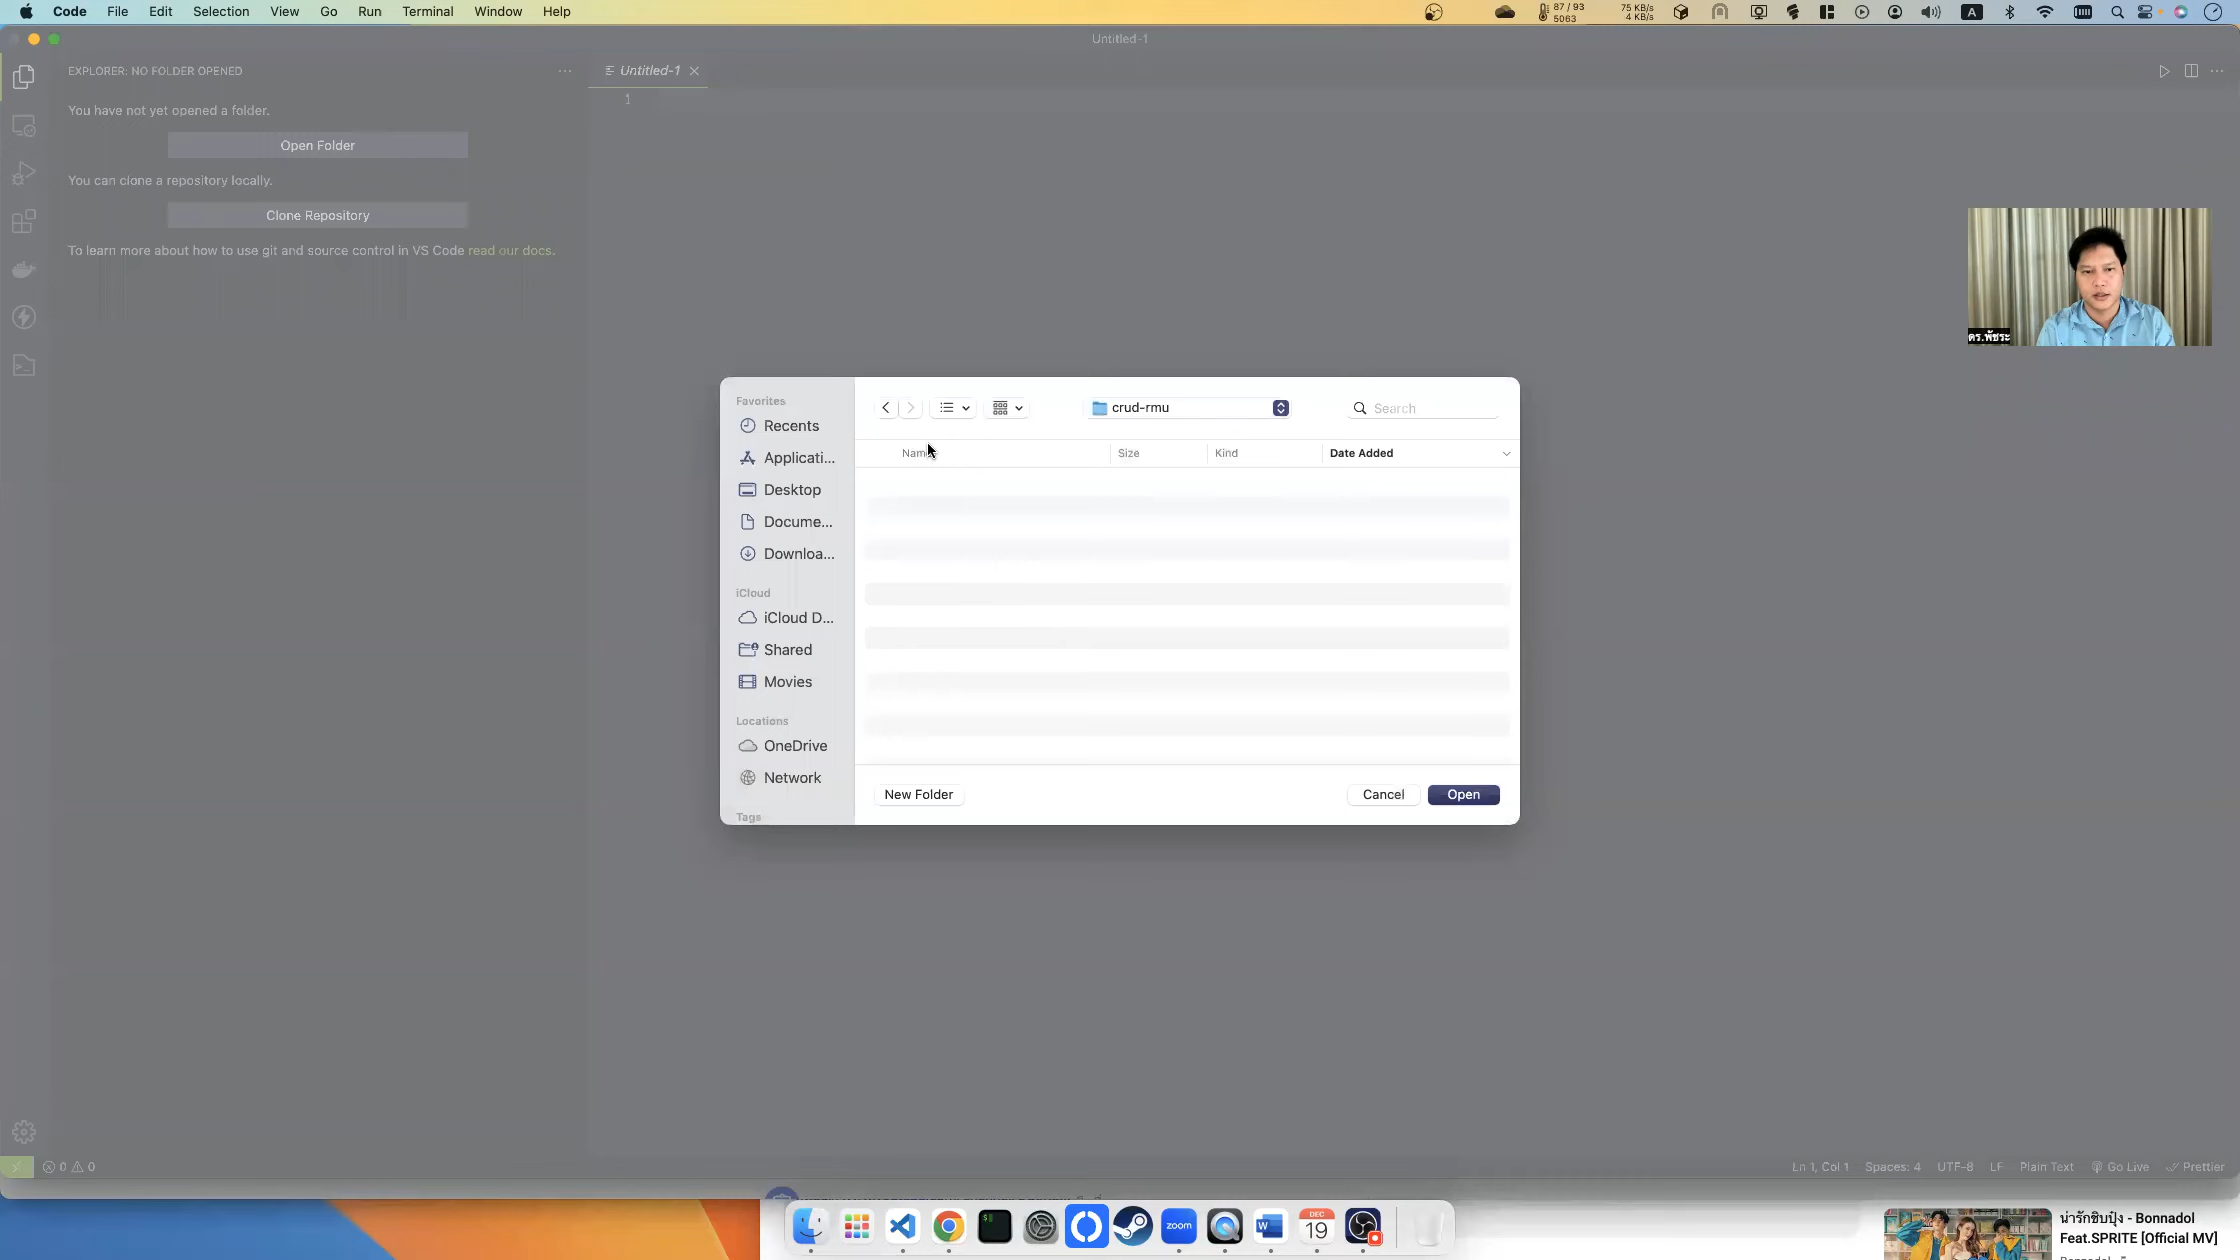 Code File Edit Selection View Go Run Terminal Window Help
87 / 93
5063
75 KB/s
4 KB/s
A
Untitled-1
EXPLORER: NO FOLDER OPENED
Untitled-1
1
You have not yet opened a folder.
Open Folder
You can clone a repository locally.
Clone Repository
To learn more about how to use git and source control in VS Code read our docs.
ดร.พัชระ
Favorites
Recents
Applicati...
Desktop
Docume...
Downloa...
iCloud
iCloud D...
Shared
Movies
Locations
OneDrive
Network
Tags
crud-rmu
Search
Name Size Kind Date Added
New Folder Cancel Open
0 0
Ln 1, Col 1 Spaces: 4 UTF-8 LF Plain Text Go Live Prettier
zoom
W
DEC
19
น่ารักซิบปุ๋ง - Bonnadol
Feat.SPRITE [Official MV]